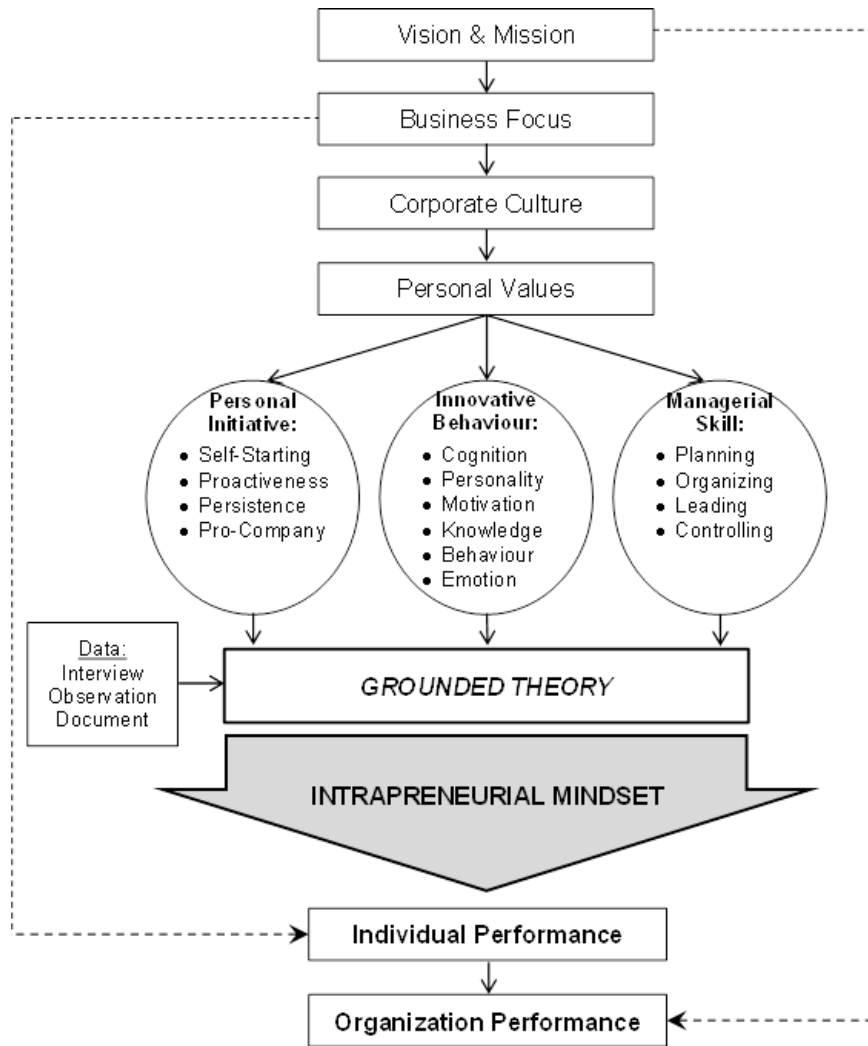 Vision & Mission
Business Focus
Corporate Culture
Personal Values
Personal
Initiative:
• Self-Starting
• Proactiveness
• Persistence
• Pro-Company
Innovative
Behaviour:
• Cognition
• Personality
• Motivation
• Knowledge
• Behaviour
• Emotion
Managerial
Skill:
• Planning
• Organizing
• Leading
• Controlling
Data:
Interview
Observation
Document
GROUNDED THEORY
INTRAPRENEURIAL MINDSET
Individual Performance
Organization Performance